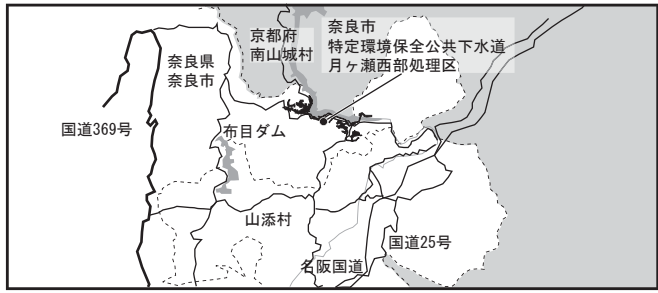 京都府
南山城村
奈良市
特定環境保全公共下水道
月ヶ瀬西部処理区
奈良県
奈良市
国道369号
布目ダム
山添村
国道25号
名阪国道